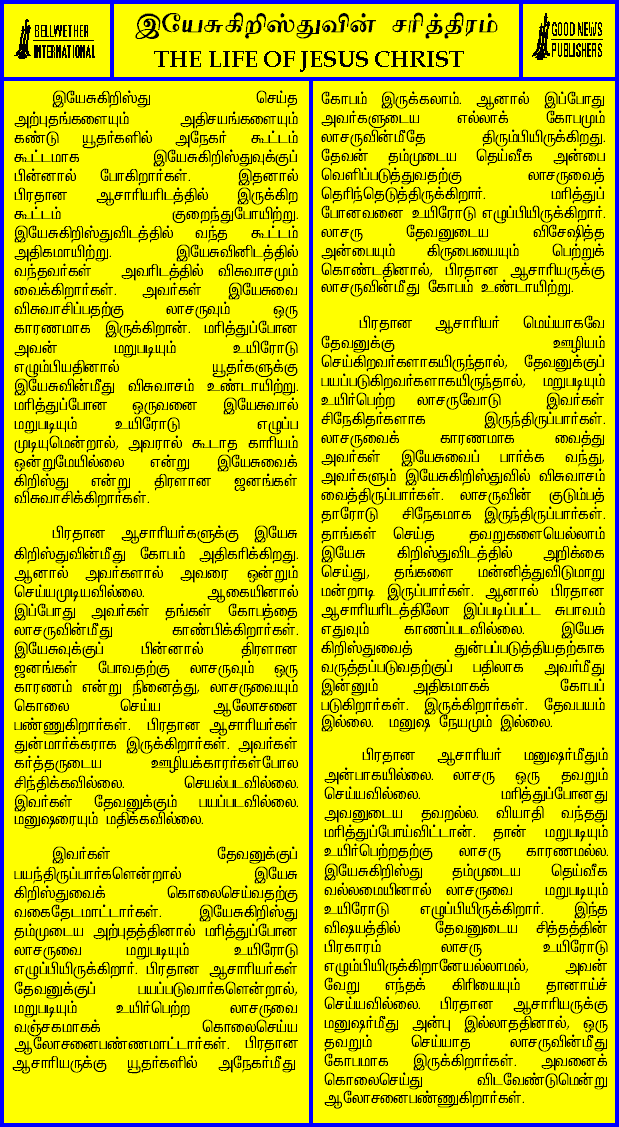 BELLWETHER
INTERNATIONAL
இயேசுகிறிஸ்துவின் சரித்திரம்
THE LIFE OF JESUS CHRIST
GOOD NEWS
PUBLISHERS
இயேசுகிறிஸ்து செய்த
அற்புதங்களையும் அதிசயங்களையும்
கண்டு யூதர்களில் அநேகர் கூட்டம்
கூட்டமாக இயேசுகிறிஸ்துவுக்குப்
பின்னால் போகிறார்கள். இதனால்
பிரதான ஆசாரியரிடத்தில் இருக்கிற
கூட்டம் குறைந்துபோயிற்று.
இயேசுகிறிஸ்துவிடத்தில் வந்த கூட்டம்
அதிகமாயிற்று. இயேசுவினிடத்தில்
வந்தவர்கள் அவரிடத்தில் விசுவாசமும்
வைக்கிறார்கள். அவர்கள் இயேசுவை
விசுவாசிப்பதற்கு லாசருவும் ஒரு
காரணமாக இருக்கிறான். மரித்துப்போன
அவன் மறுபடியும் உயிரோடு
எழும்பியதினால் யூதர்களுக்கு
இயேசுவின்மீது விசுவாசம் உண்டாயிற்று.
மரித்துப்போன ஒருவனை இயேசுவால்
மறுபடியும் உயிரோடு எழுப்ப
முடியுமென்றால், அவரால் கூடாத காரியம்
ஒன்றுமேயில்லை என்று இயேசுவைக்
கிறிஸ்து என்று திரளான ஜனங்கள்
விசுவாசிக்கிறார்கள்.
பிரதான ஆசாரியர்களுக்கு இயேசு
கிறிஸ்துவின்மீது கோபம் அதிகரிக்கிறது.
ஆனால் அவர்களால் அவரை ஒன்றும்
செய்யமுடியவில்லை. ஆகையினால்
இப்போது அவர்கள் தங்கள் கோபத்தை
லாசருவின்மீது காண்பிக்கிறார்கள்.
இயேசுவுக்குப் பின்னால் திரளான
ஜனங்கள் போவதற்கு லாசருவும் ஒரு
காரணம் என்று நினைத்து, லாசருவையும்
கொலை செய்ய ஆலோசனை
பண்ணுகிறார்கள். பிரதான ஆசாரியர்கள்
துன்மார்க்கராக இருக்கிறார்கள். அவர்கள்
கர்த்தருடைய ஊழியக்காரர்கள்போல
சிந்திக்கவில்லை. செயல்படவில்லை.
இவர்கள் தேவனுக்கும் பயப்படவில்லை.
மனுஷரையும் மதிக்கவில்லை.
இவர்கள் தேவனுக்குப்
பயந்திருப்பார்களென்றால் இயேசு
கிறிஸ்துவைக் கொலைசெய்வதற்கு
வகைதேடமாட்டார்கள். இயேசுகிறிஸ்து
தம்முடைய அற்புதத்தினால் மரித்துப்போன
லாசருவை மறுபடியும் உயிரோடு
எழுப்பியிருக்கிறார். பிரதான ஆசாரியர்கள்
தேவனுக்குப் பயப்படுவார்களென்றால்,
மறுபடியும் உயிர்பெற்ற லாசருவை
வஞ்சகமாகக் கொலைசெய்ய
ஆலோசனைபண்ணமாட்டார்கள். பிரதான
ஆசாரியருக்கு யூதர்களில் அநேகர்மீது
கோபம் இருக்கலாம். ஆனால் இப்போது
அவர்களுடைய எல்லாக் கோபமும்
லாசருவின்மீதே திரும்பியிருக்கிறது.
தேவன் தம்முடைய தெய்வீக அன்பை
வெளிப்படுத்துவதற்கு லாசருவைத்
தெரிந்தெடுத்திருக்கிறார். மரித்துப்
போனவனை உயிரோடு எழுப்பியிருக்கிறார்.
லாசரு தேவனுடைய விசேஷித்த
அன்பையும் கிருபையையும் பெற்றுக்
கொண்டதினால், பிரதான ஆசாரியருக்கு
லாசருவின்மீது கோபம் உண்டாயிற்று.
பிரதான ஆசாரியர் மெய்யாகவே
தேவனுக்கு ஊழியம்
செய்கிறவர்களாகயிருந்தால், தேவனுக்குப்
பயப்படுகிறவர்களாகயிருந்தால், மறுபடியும்
உயிர்பெற்ற லாசருவோடு இவர்கள்
சிநேகிதர்களாக இருந்திருப்பார்கள்.
லாசருவைக் காரணமாக வைத்து
அவர்கள் இயேசுவைப் பார்க்க வந்து,
அவர்களும் இயேசுகிறிஸ்துவில் விசுவாசம்
வைத்திருப்பார்கள். லாசருவின் குடும்பத்
தாரோடு சிநேகமாக இருந்திருப்பார்கள்.
தாங்கள் செய்த தவறுகளையெல்லாம்
இயேசு கிறிஸ்துவிடத்தில் அறிக்கை
செய்து, தங்களை மன்னித்துவிடுமாறு
மன்றாடி இருப்பார்கள். ஆனால் பிரதான
ஆசாரியரிடத்திலோ இப்படிப்பட்ட சுபாவம்
எதுவும் காணப்படவில்லை. இயேசு
கிறிஸ்துவைத் துன்பப்படுத்தியதற்காக
வருத்தப்படுவதற்குப் பதிலாக அவர்மீது
இன்னும் அதிகமாகக் கோபப்
படுகிறார்கள். இருக்கிறார்கள். தேவபயம்
இல்லை. மனுஷ நேயமும் இல்லை.
பிரதான ஆசாரியர் மனுஷர்மீதும்
அன்பாகயில்லை. லாசரு ஒரு தவறும்
செய்யவில்லை. மரித்துப்போனது
அவனுடைய தவறல்ல. வியாதி வந்தது
மரித்துப்போய்விட்டான். தான் மறுபடியும்
உயிர்பெற்றதற்கு லாசரு காரணமல்ல.
இயேசுகிறிஸ்து தம்முடைய தெய்வீக
வல்லமையினால் லாசருவை மறுபடியும்
உயிரோடு எழுப்பியிருக்கிறார். இந்த
விஷயத்தில் தேவனுடைய சித்தத்தின்
பிரகாரம் லாசரு உயிரோடு
எழும்பியிருக்கிறானேயல்லாமல், அவன்
வேறு எந்தக் கிரியையும் தானாய்ச்
செய்யவில்லை. பிரதான ஆசாரியருக்கு
மனுஷர்மீது அன்பு இல்லாததினால், ஒரு
தவறும் செய்யாத லாசருவின்மீது
கோபமாக இருக்கிறார்கள். அவனைக்
கொலைசெய்து விடவேண்டுமென்று
ஆலோசனைபண்ணுகிறார்கள்.